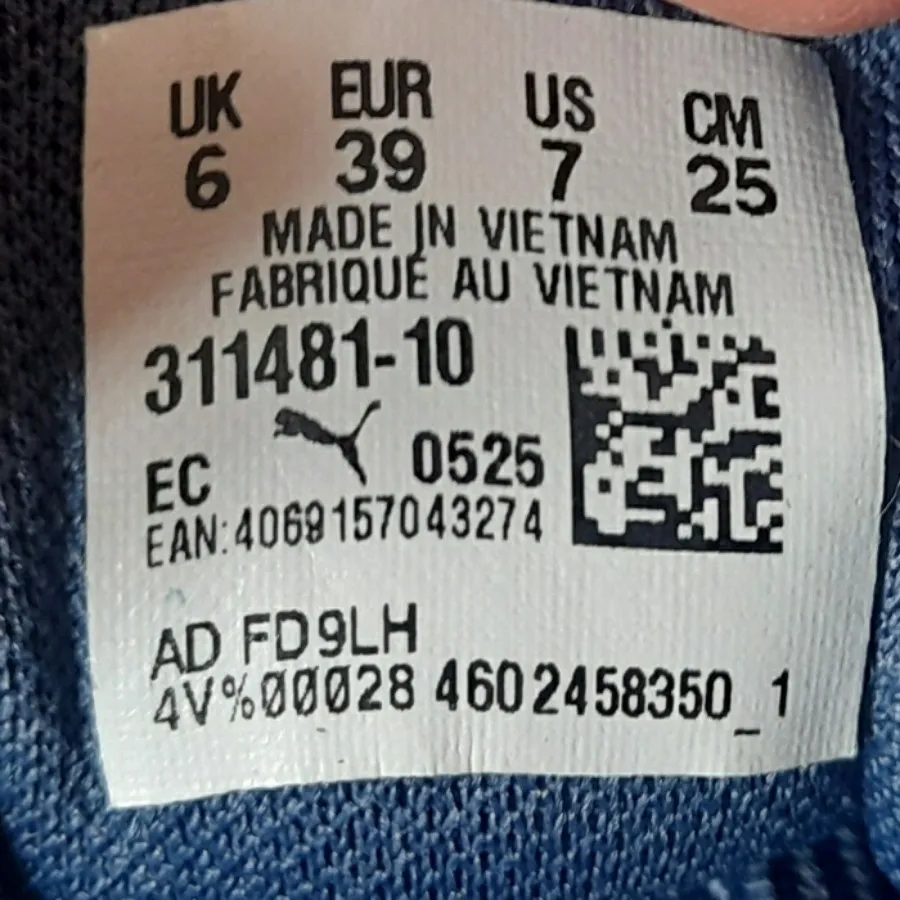 UK EUR US CM
6 39 7 25
MADE IN VIETNAM
FABRIQUÉ AU VIETNAM
311481-10
EC 0525
EAN:4069157043274
AD FD9LH
4V%00028 4602458350_1